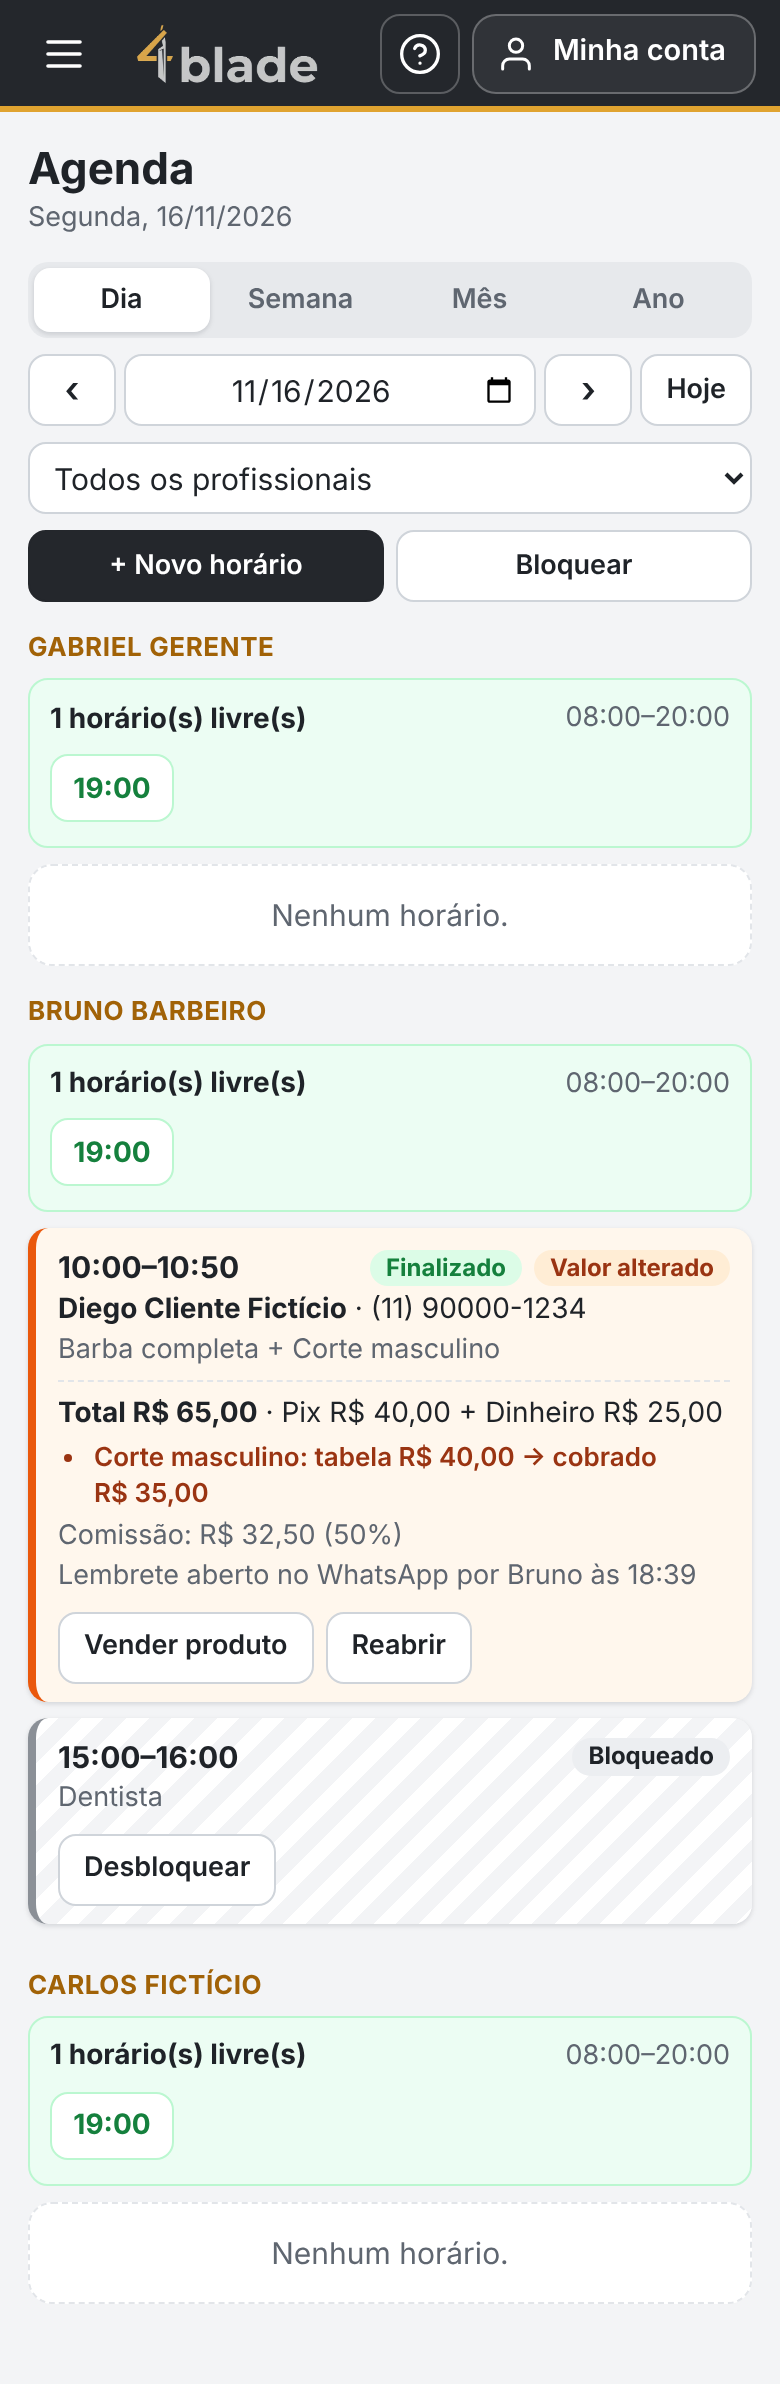 4blade
Minha conta
Agenda
Segunda, 16/11/2026
Dia Semana Mês Ano
‹ 11/16/2026 › Hoje
Todos os profissionais
+ Novo horário Bloquear
GABRIEL GERENTE
1 horário(s) livre(s) 08:00–20:00
19:00
Nenhum horário.
BRUNO BARBEIRO
1 horário(s) livre(s) 08:00–20:00
19:00
10:00–10:50 Finalizado Valor alterado
Diego Cliente Fictício · (11) 90000-1234
Barba completa + Corte masculino
Total R$ 65,00 · Pix R$ 40,00 + Dinheiro R$ 25,00
• Corte masculino: tabela R$ 40,00 → cobrado
R$ 35,00
Comissão: R$ 32,50 (50%)
Lembrete aberto no WhatsApp por Bruno às 18:39
Vender produto Reabrir
15:00–16:00 Bloqueado
Dentista
Desbloquear
CARLOS FICTÍCIO
1 horário(s) livre(s) 08:00–20:00
19:00
Nenhum horário.